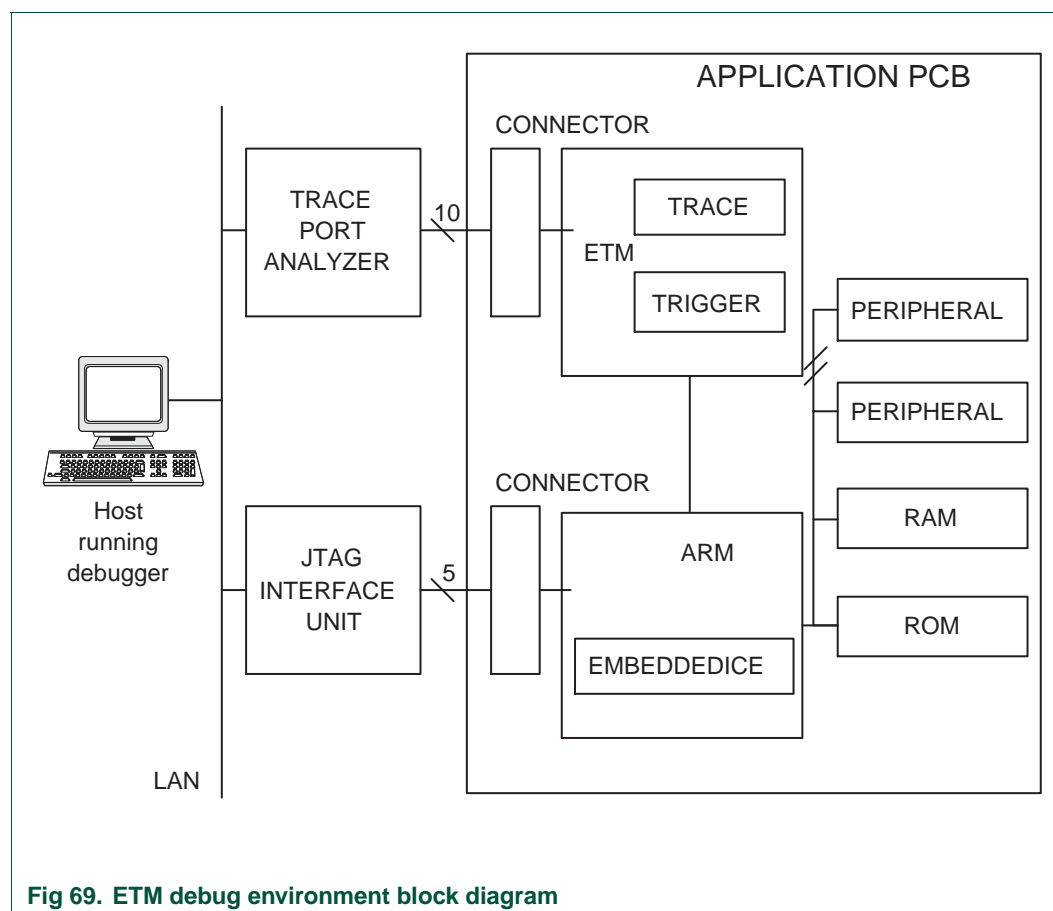 APPLICATION PCB
CONNECTOR
TRACE
PORT
ANALYZER
10
TRACE
ETM
TRIGGER
PERIPHERAL
PERIPHERAL
Host
running
debugger
CONNECTOR
JTAG
INTERFACE
UNIT
5
ARM
EMBEDDEDICE
RAM
ROM
LAN
Fig 69. ETM debug environment block diagram